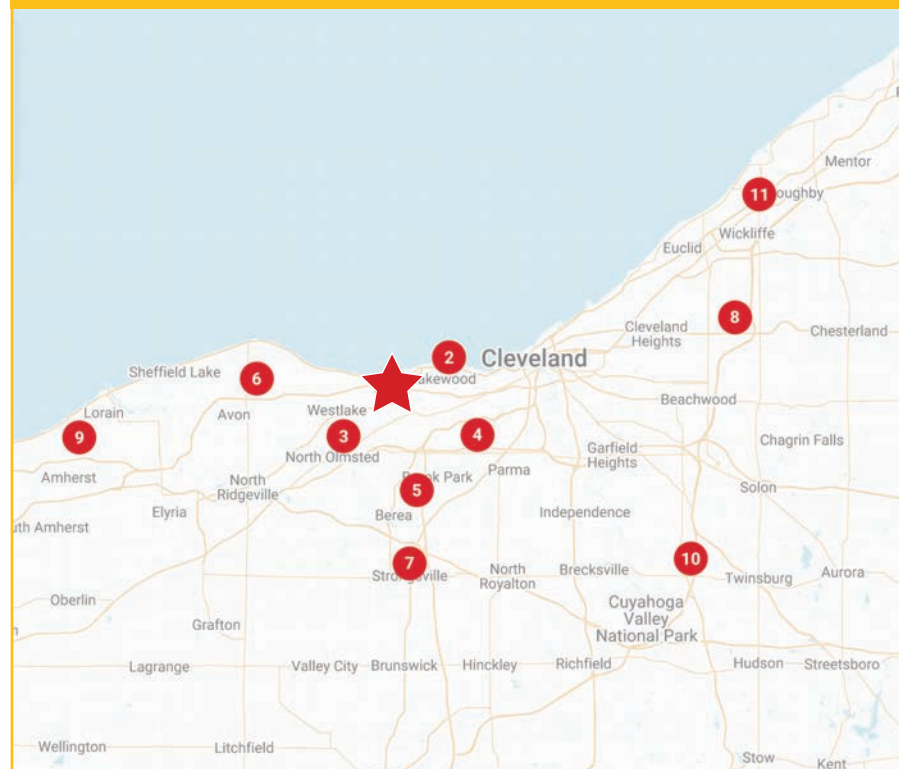 Mentor
11
oughby
Wickliffe
Euclid
8
Cleveland
Heights
Chesterland
2
Cleveland
Sheffield Lake
6
akewood
Beachwood
Lorain
Avon
Westlake
9
3
4
North Olmsted
Chagrin Falls
Garfield
Heights
Amherst
North
Ridgeville
Parma
Solon
5
Berea
Elyria
Independence
uth Amherst
7
10
North
Royalton
Brecksville
Twinsburg
Aurora
Oberlin
Cuyahoga
Valley
National Park
Grafton
Lagrange
Valley City
Brunswick
Hinckley
Richfield
Hudson
Streetsboro
Wellington
Litchfield
Stow
Kent